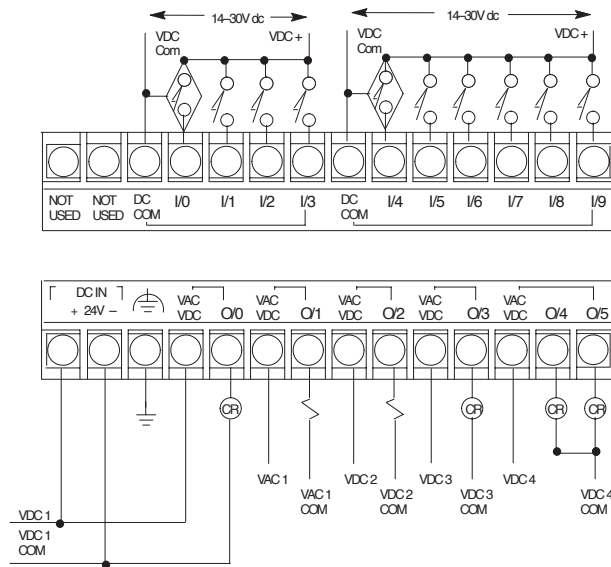 14–30V dc
14–30V dc
VDC
Com
VDC +
VDC
Com
VDC +
NOT
USED
NOT
USED
DC
COM
I/0
I/1
I/2
I/3
DC
COM
I/4
I/5
I/6
I/7
I/8
I/9
DC IN
+ 24V –
VAC
VDC
O/0
VAC
VDC
O/1
VAC
VDC
O/2
VAC
VDC
O/3
VAC
VDC
O/4
O/5
CR
CR
CR
CR
VAC 1
VAC 1
COM
VDC 2
VDC 2
COM
VDC 3
VDC 3
COM
VDC 4
VDC 4
COM
VDC 1
VDC 1
COM